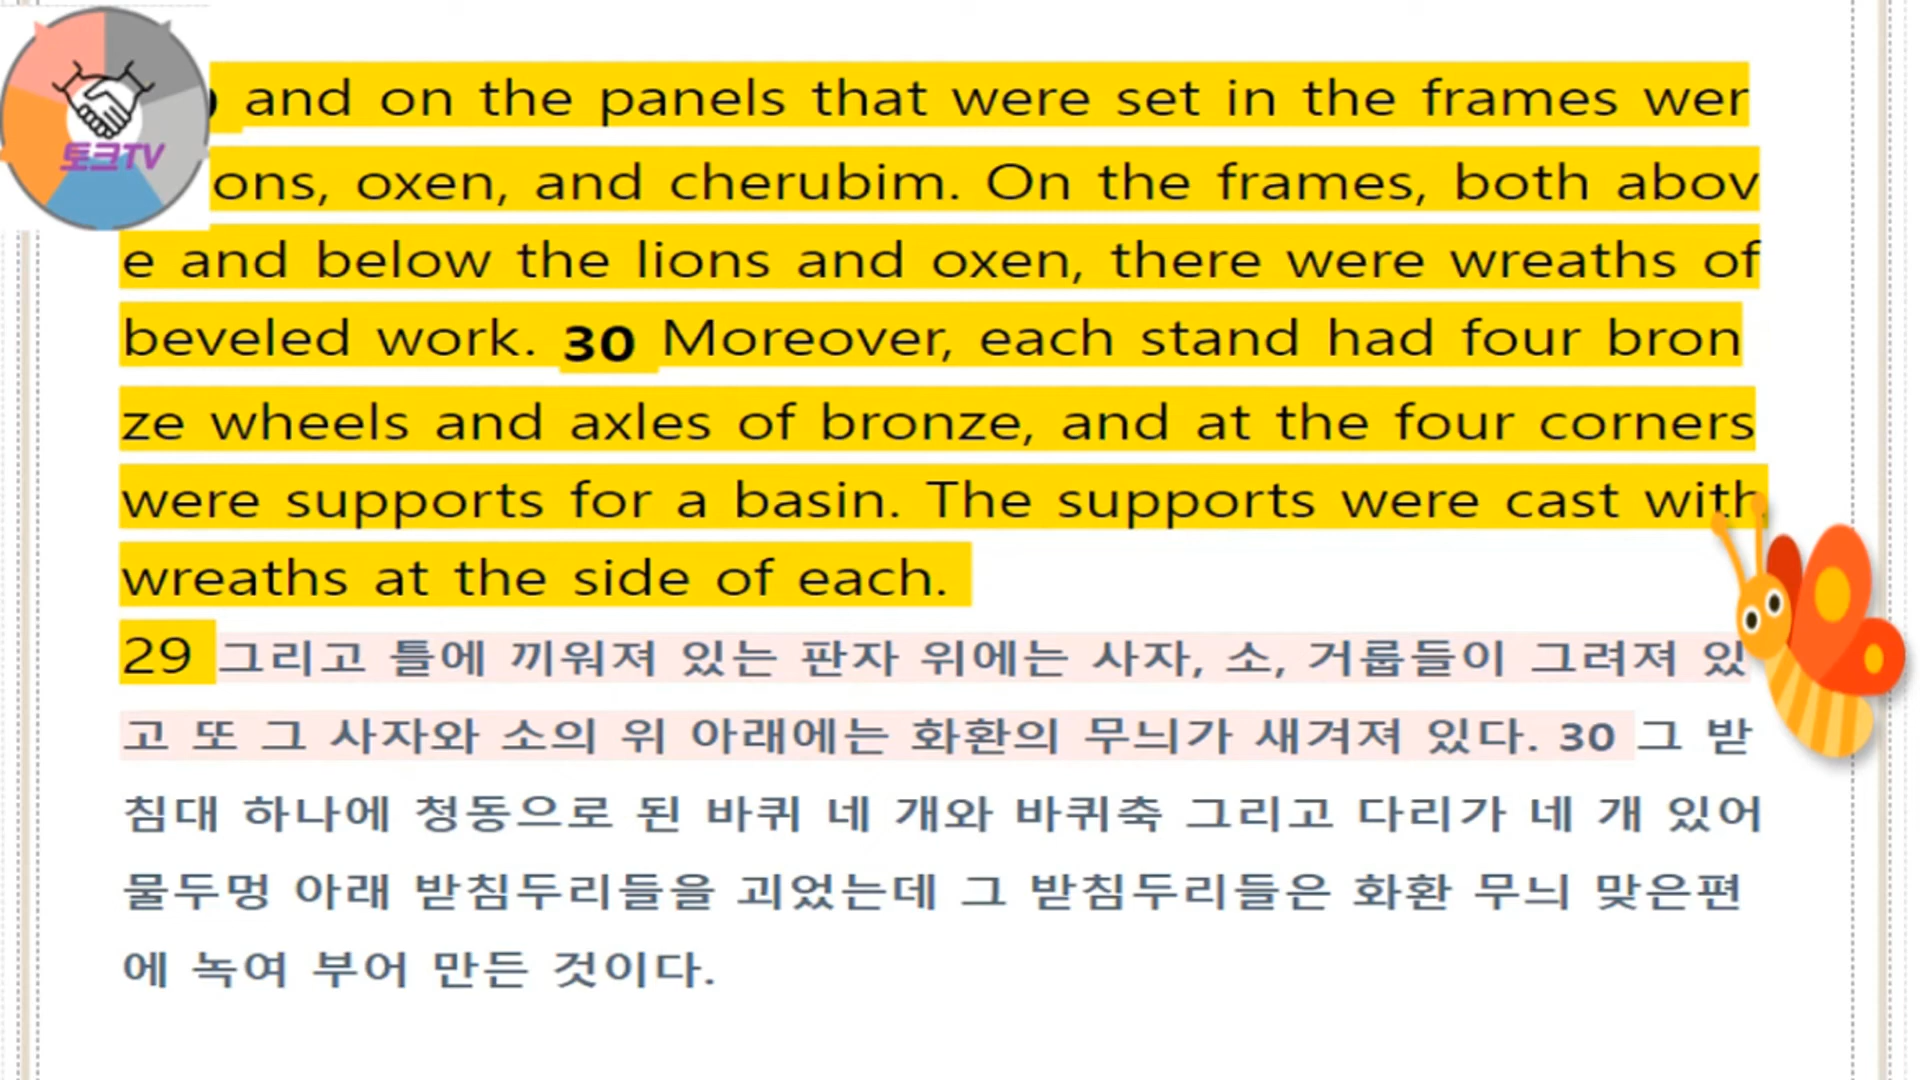 토크TV
and on the panels that were set in the frames wer
ons, oxen, and cherubim. On the frames, both abov
e and below the lions and oxen, there were wreaths of
beveled work. 30 Moreover, each stand had four bron
ze wheels and axles of bronze, and at the four corners
were supports for a basin. The supports were cast with
wreaths at the side of each.
29 그리고 틀에 끼워져 있는 판자 위에는 사자, 소, 거룹들이 그려져 있
고 또 그 사자와 소의 위 아래에는 화환의 무늬가 새겨져 있다. 30 그 받
침대 하나에 청동으로 된 바퀴 네 개와 바퀴축 그리고 다리가 네 개 있어
물두멍 아래 받침두리들을 괴었는데 그 받침두리들은 화환 무늬 맞은편
에 녹여 부어 만든 것이다.